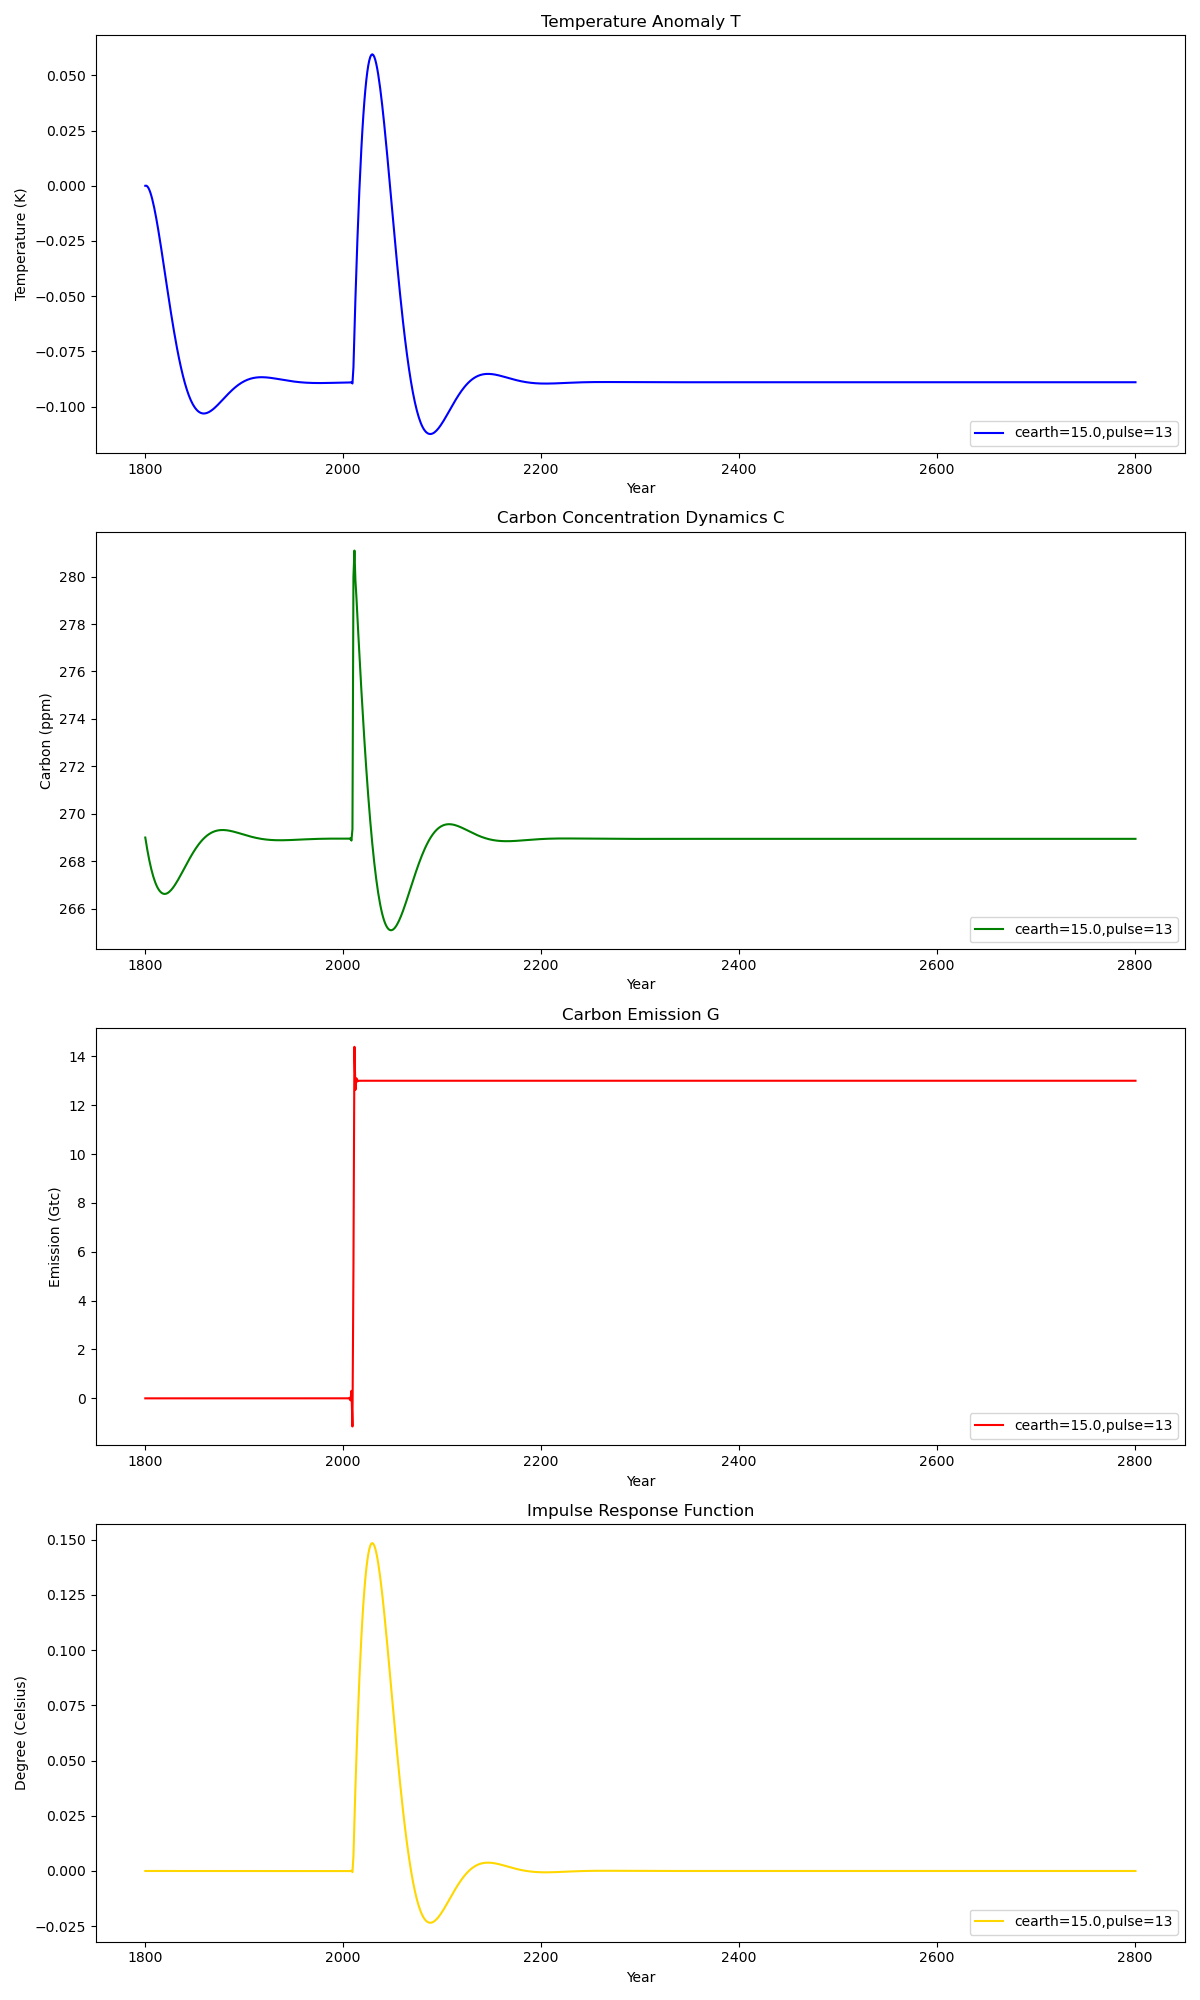 Temperature Anomaly T
Temperature (K)
0.050
0.025
0.000
−0.025
−0.050
−0.075
−0.100
cearth=15.0,pulse=13
1800 2000 2200 2400 2600 2800
Year
Carbon Concentration Dynamics C
Carbon (ppm)
280
278
276
274
272
270
268
266
cearth=15.0,pulse=13
1800 2000 2200 2400 2600 2800
Year
Carbon Emission G
Emission (Gtc)
14
12
10
8
6
4
2
0
cearth=15.0,pulse=13
1800 2000 2200 2400 2600 2800
Year
Impulse Response Function
Degree (Celsius)
0.150
0.125
0.100
0.075
0.050
0.025
0.000
−0.025
cearth=15.0,pulse=13
1800 2000 2200 2400 2600 2800
Year